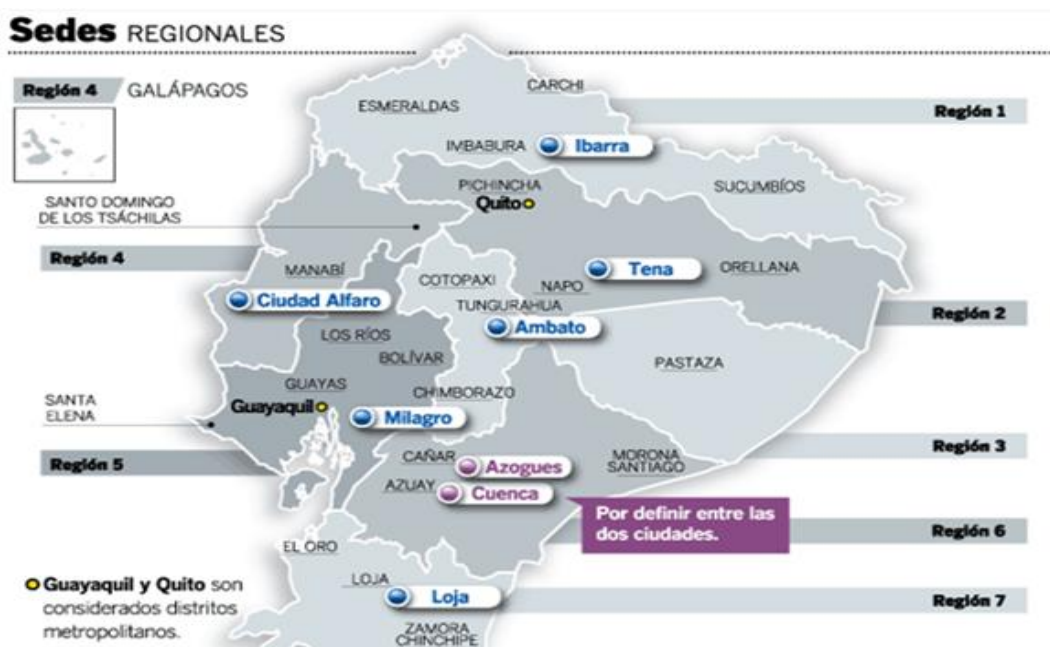 Sedes REGIONALES
Región 4 GALÁPAGOS
CARCHI
ESMERALDAS
Región 1
IMBABURA
Ibarra
PICHINCHA
SUCUMBÍOS
Quito
SANTO DOMINGO
DE LOS TSÁCHILAS
Región 4
MANABÍ
COTOPAXI
Tena
ORELLANA
NAPO
Ciudad Alfaro
TUNGURAHUA
Región 2
Ambato
LOS RÍOS
BOLÍVAR
PASTAZA
GUAYAS
CHIMBORAZO
SANTA
ELENA
Guayaquil
Milagro
Región 3
Región 5
CAÑAR
Azogues
MORONA
SANTIAGO
AZUAY
Cuenca
Por definir entre las
dos ciudades.
Región 6
EL ORO
LOJA
Loja
Región 7
Guayaquil y Quito son
considerados distritos
metropolitanos.
ZAMORA
CHINCHIPE